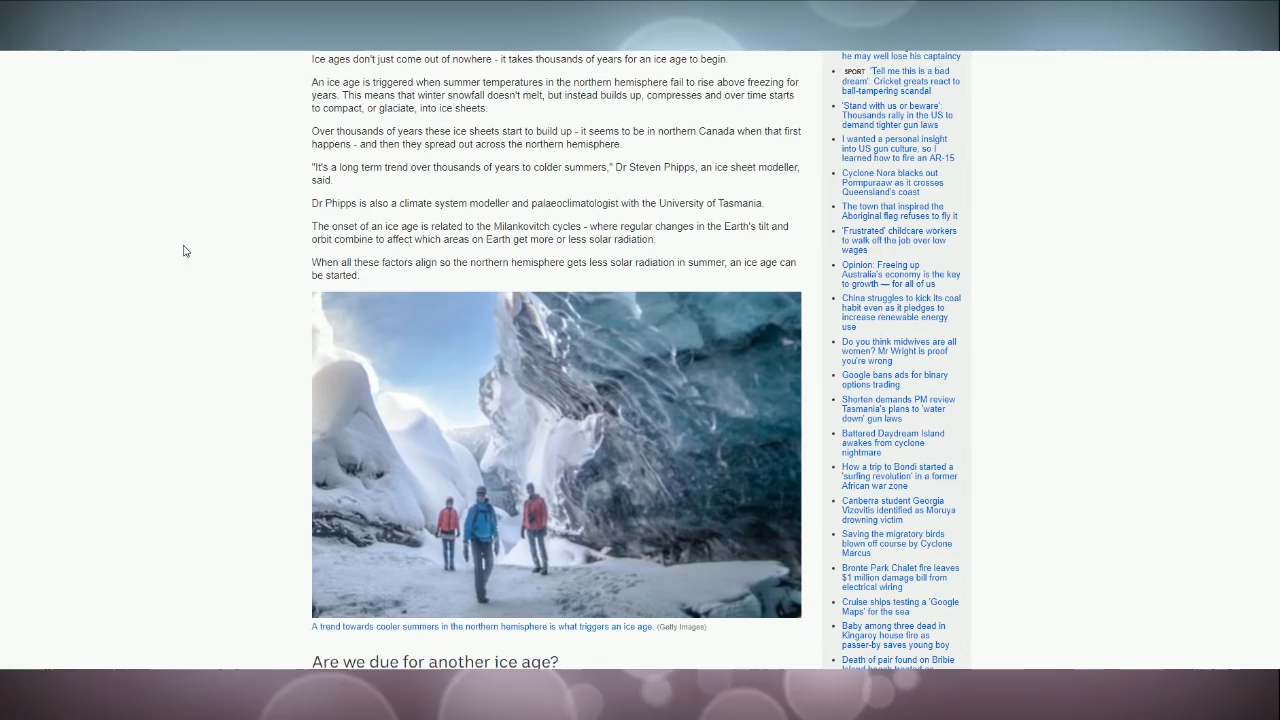 Ice ages don't just come out of nowhere - it takes thousands of years for an ice age to begin.
An ice age is triggered when summer temperatures in the northern hemisphere fail to rise above freezing for
years. This means that winter snowfall doesn't melt, but instead builds up, compresses and over time starts
to compact, or glaciate, into ice sheets.
Over thousands of years these ice sheets start to build up - it seems to be in northern Canada when that first
happens - and then they spread out across the northern hemisphere.
"It's a long term trend over thousands of years to colder summers," Dr Steven Phipps, an ice sheet modeller,
said.
Dr Phipps is also a climate system modeller and palaeoclimatologist with the University of Tasmania.
The onset of an ice age is related to the Milankovitch cycles - where regular changes in the Earth's tilt and
orbit combine to affect which areas on Earth get more or less solar radiation.
When all these factors align so the northern hemisphere gets less solar radiation in summer, an ice age can
be started.
A trend towards cooler summers in the northern hemisphere is what triggers an ice age. (Getty Images)
Are we due for another ice age?
he may well lose his captaincy
SPORT 'Tell me this is a bad
dream': Cricket greats react to
ball-tampering scandal
'Stand with us or beware':
Thousands rally in the US to
demand tighter gun laws
I wanted a personal insight
into US gun culture, so I
learned how to fire an AR-15
Cyclone Nora blacks out
Pormpuraaw as it crosses
Queensland's coast
The town that inspired the
Aboriginal flag refuses to fly it
'Frustrated' childcare workers
to walk off the job over low
wages
Opinion: Freeing up
Australia's economy is the key
to growth — for all of us
China struggles to kick its coal
habit even as it pledges to
increase renewable energy
use
Do you think midwives are all
women? Mr Wright is proof
you're wrong
Google bans ads for binary
options trading
Shorten demands PM review
Tasmania's plans to 'water
down' gun laws
Battered Daydream Island
awakes from cyclone
nightmare
How a trip to Bondi started a
'surfing revolution' in a former
African war zone
Canberra student Georgia
Vizovitis identified as Moruya
drowning victim
Saving the migratory birds
blown off course by Cyclone
Marcus
Bronte Park Chalet fire leaves
$1 million damage bill from
electrical wiring
Cruise ships testing a 'Google
Maps' for the sea
Baby among three dead in
Kingaroy house fire as
passer-by saves young boy
Death of pair found on Bribie